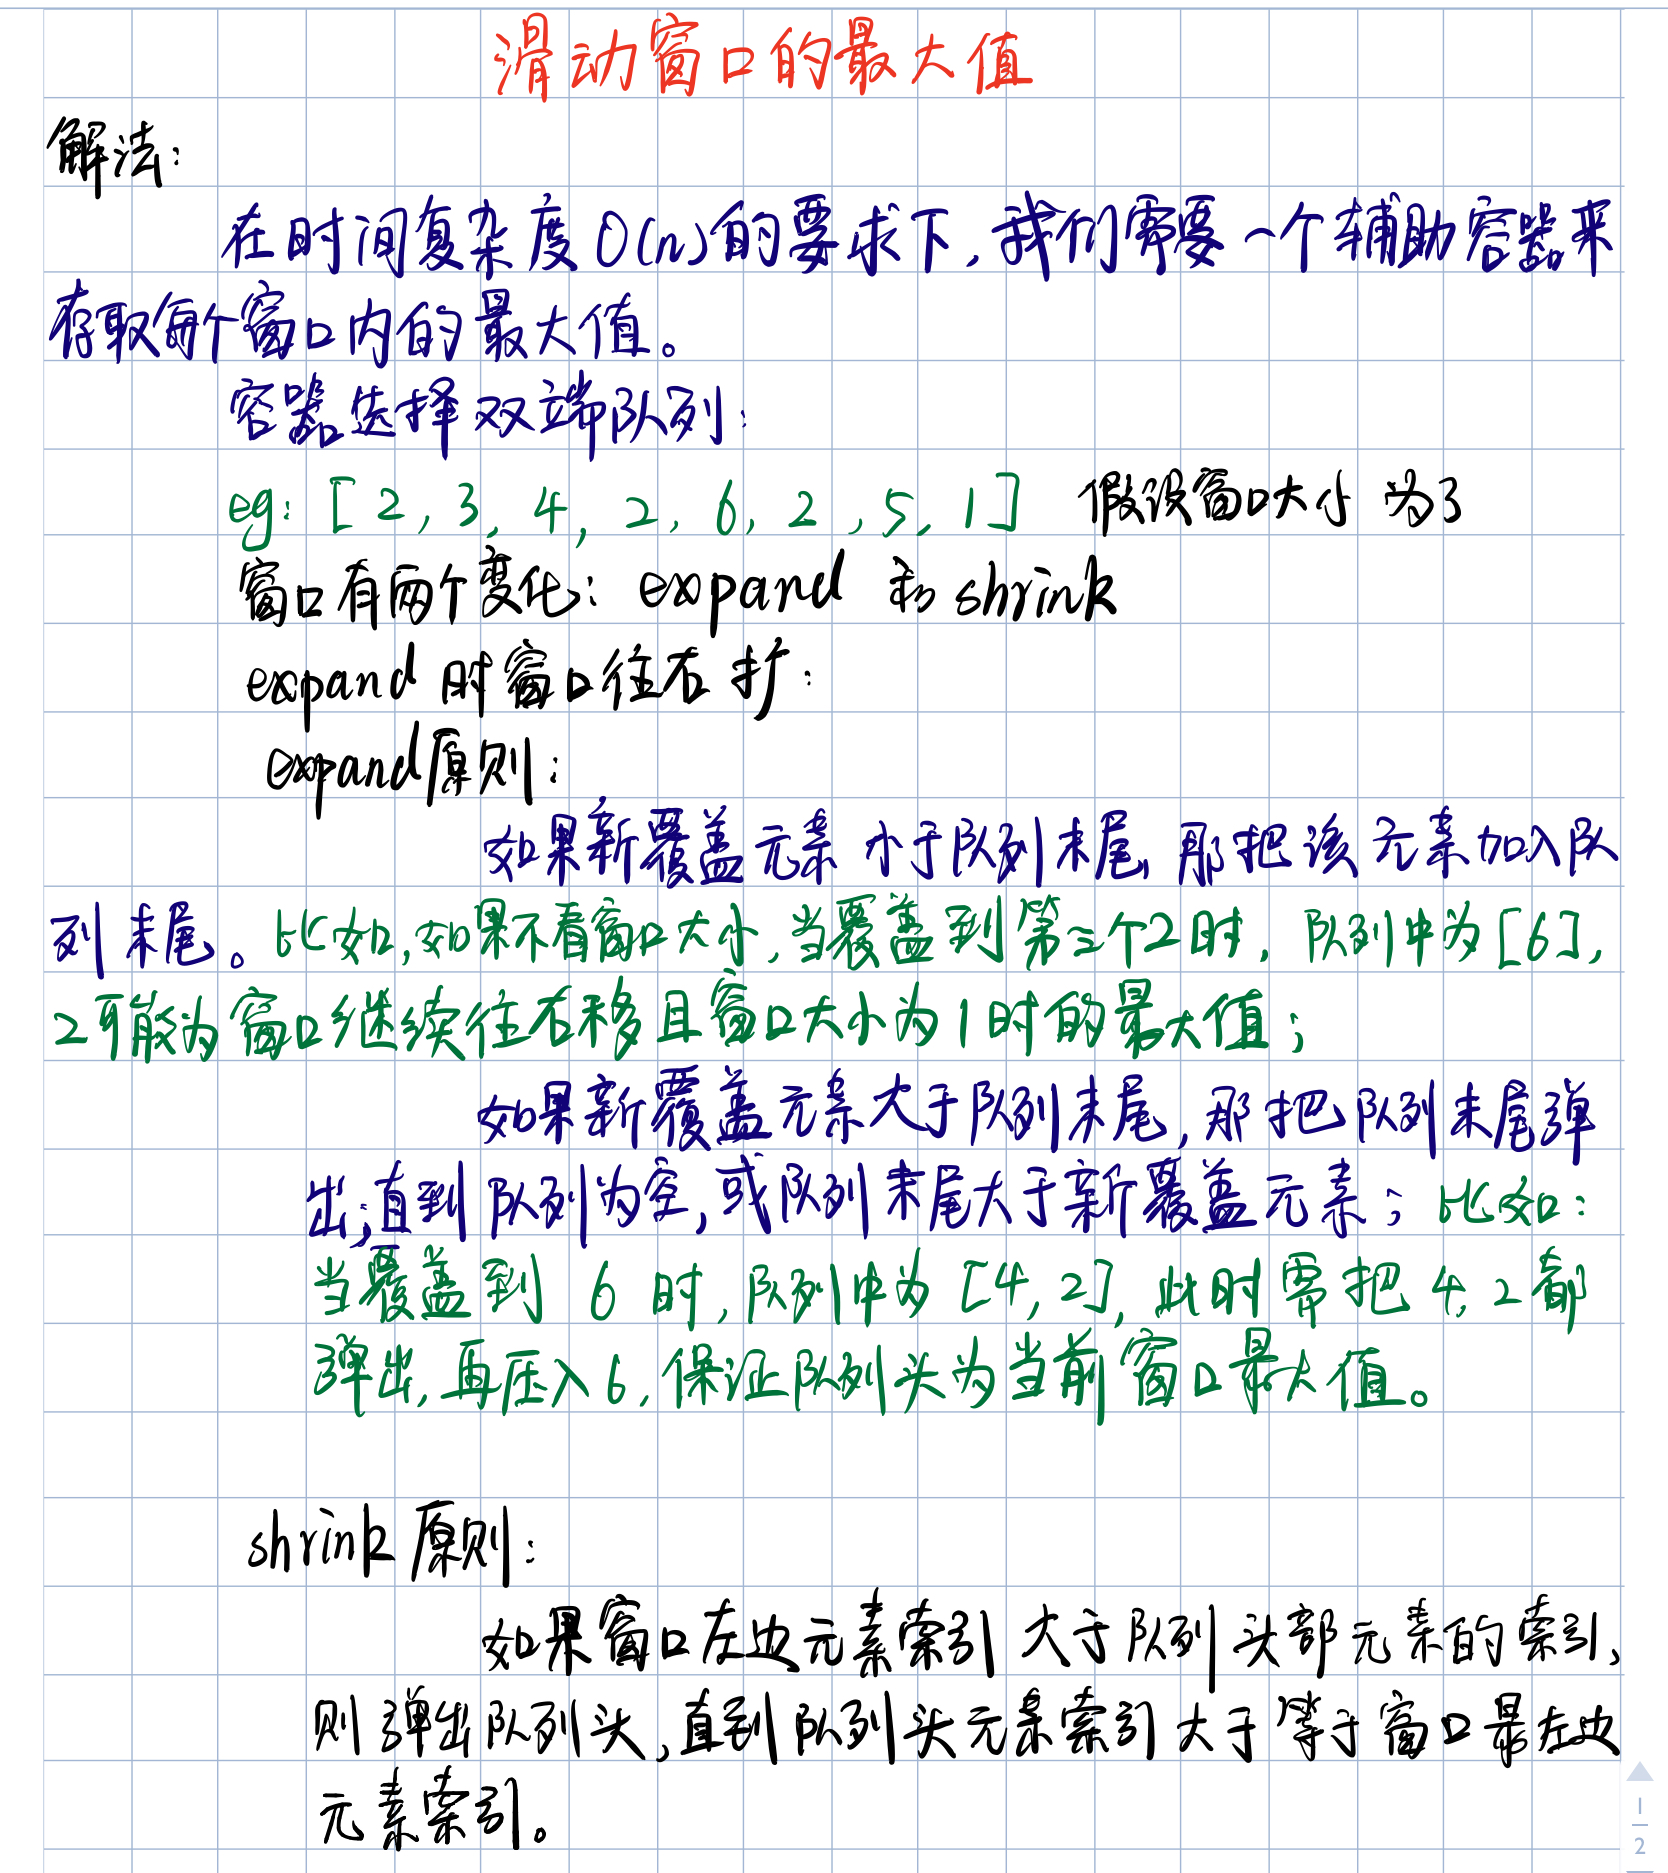 滑动窗口的最大值
解法:
在时间复杂度O(n)的要求下,我们需要一个辅助容器来
存取每个窗口内的最大值。
容器选择双端队列:
eg: [2, 3, 4, 2, 6, 2, 5, 1] 假设窗口大小为3
窗口有两个变化: expand 和 shrink
expand 时窗口往右扩:
expand原则:
如果新覆盖元素小于队列末尾,那把该元素加入队
列末尾。比如,如果不看窗口大小,当覆盖到第三个2时,队列中为[6],
2可能为窗口继续往右移且窗口大小为1时的最大值;
如果新覆盖元素大于队列末尾,那把队列末尾弹
出,直到队列为空,或队列末尾大于新覆盖元素;比如:
当覆盖到 6 时,队列中为[4,2],此时需把4,2都
弹出,再压入6,保证队列头为当前窗口最大值。
shrink原则:
如果窗口左边元素索引大于队列头部元素的索引,
则弹出队列头,直到队列头元素索引大于等于窗口最左边
元素索引。
1
2